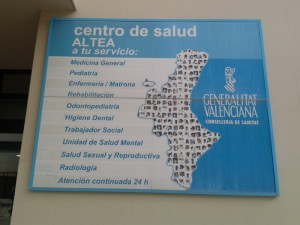 centro de salud
ALTEA
a tu servicio:
Medicina General
Pediatría
Enfermería / Matrona
Rehabilitación
Odontopediatría
Higiene Dental
Trabajador Social
Unidad de Salud Mental
Salud Sexual y Reproductiva
Radiología
Atención continuada 24 h
GENERALITAT
VALENCIANA
CONSELLERIA DE SANITAT